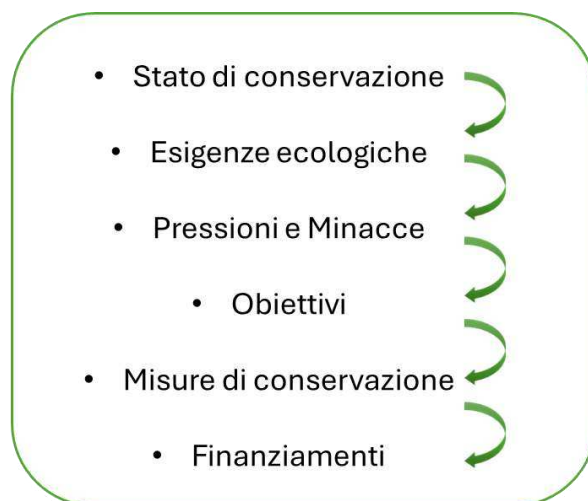 • Stato di conservazione
• Esigenze ecologiche
• Pressioni e Minacce
• Obiettivi
• Misure di conservazione
• Finanziamenti